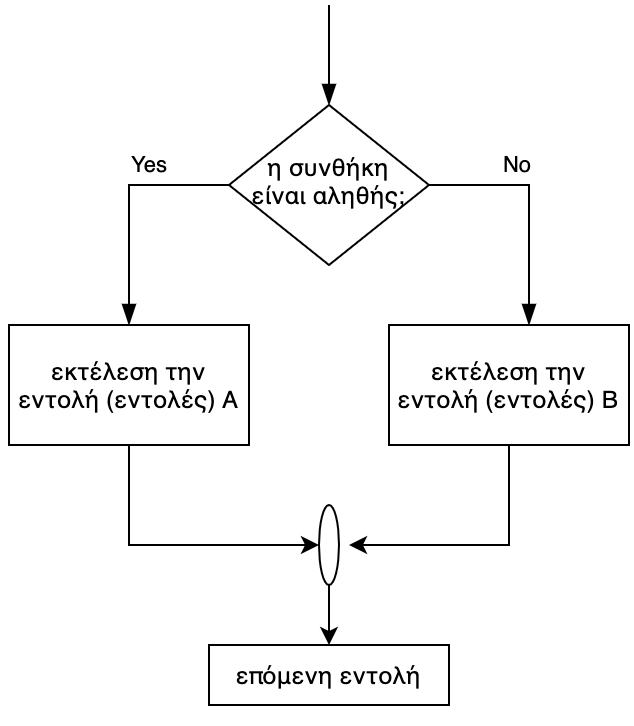 Yes
No
η συνθήκη
είναι αληθής;
εκτέλεση την
εντολή (εντολές) Α
εκτέλεση την
εντολή (εντολές) Β
επόμενη εντολή